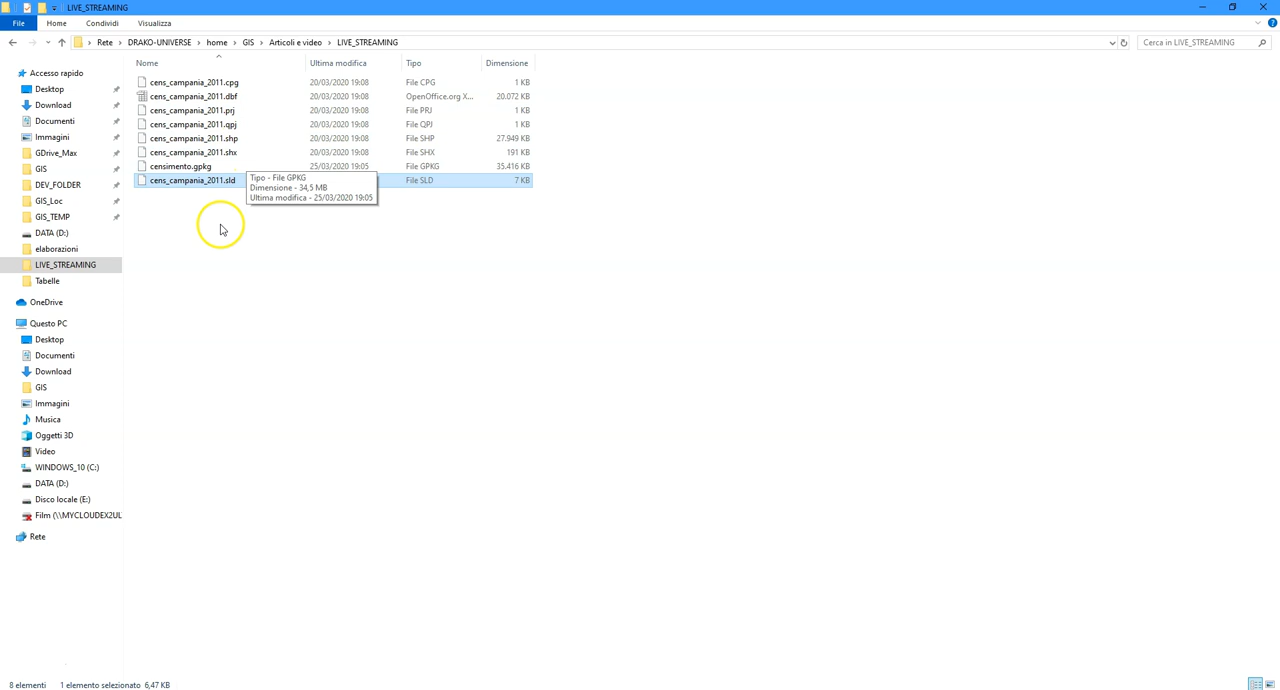 LIVE_STREAMING
File Home Condividi Visualizza
Rete > DRAKO-UNIVERSE > home > GIS > Articoli e video > LIVE_STREAMING
Cerca in LIVE_STREAMING
Nome Ultima modifica Tipo Dimensione
cens_campania_2011.cpg 20/03/2020 19:08 File CPG 1 KB
cens_campania_2011.dbf 20/03/2020 19:08 OpenOffice.org X... 20.072 KB
cens_campania_2011.prj 20/03/2020 19:08 File PRJ 1 KB
cens_campania_2011.qpj 20/03/2020 19:08 File QPJ 1 KB
cens_campania_2011.shp 20/03/2020 19:08 File SHP 27.949 KB
cens_campania_2011.shx 20/03/2020 19:08 File SHX 191 KB
censimento.gpkg 25/03/2020 19:05 File GPKG 35.416 KB
cens_campania_2011.sld File SLD 7 KB
Tipo - File GPKG
Dimensione - 34,5 MB
Ultima modifica - 25/03/2020 19:05
Accesso rapido
Desktop
Download
Documenti
Immagini
GDrive_Max
GIS
DEV_FOLDER
GIS_Loc
GIS_TEMP
DATA (D:)
elaborazioni
LIVE_STREAMING
Tabelle
OneDrive
Questo PC
Desktop
Documenti
Download
GIS
Immagini
Musica
Oggetti 3D
Video
WINDOWS_10 (C:)
DATA (D:)
Disco locale (E:)
Film (\\MYCLOUDEX2UL
Rete
8 elementi 1 elemento selezionato 6,47 KB